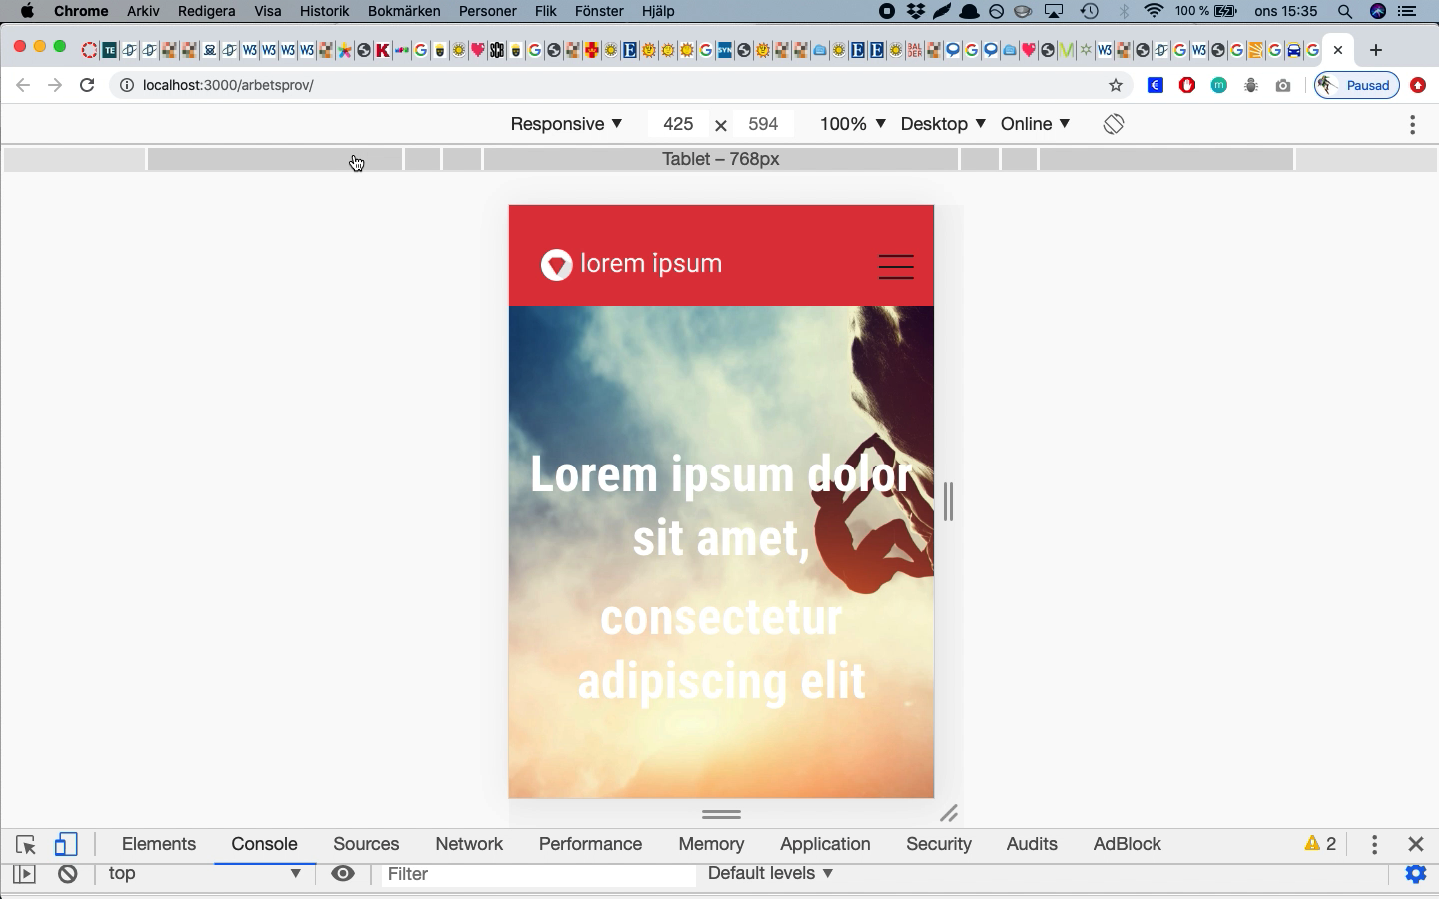 Chrome Arkiv Redigera Visa Historik Bokmärken Personer Flik Fönster Hjälp 100 % ons 15:35
localhost:3000/arbetsprov/ Pausad
Responsive 425 × 594 100% Desktop Online
Tablet – 768px
lorem ipsum
Lorem ipsum dolor
sit amet,
consectetur
adipiscing elit
Elements Console Sources Network Performance Memory Application Security Audits AdBlock 2
top Filter Default levels